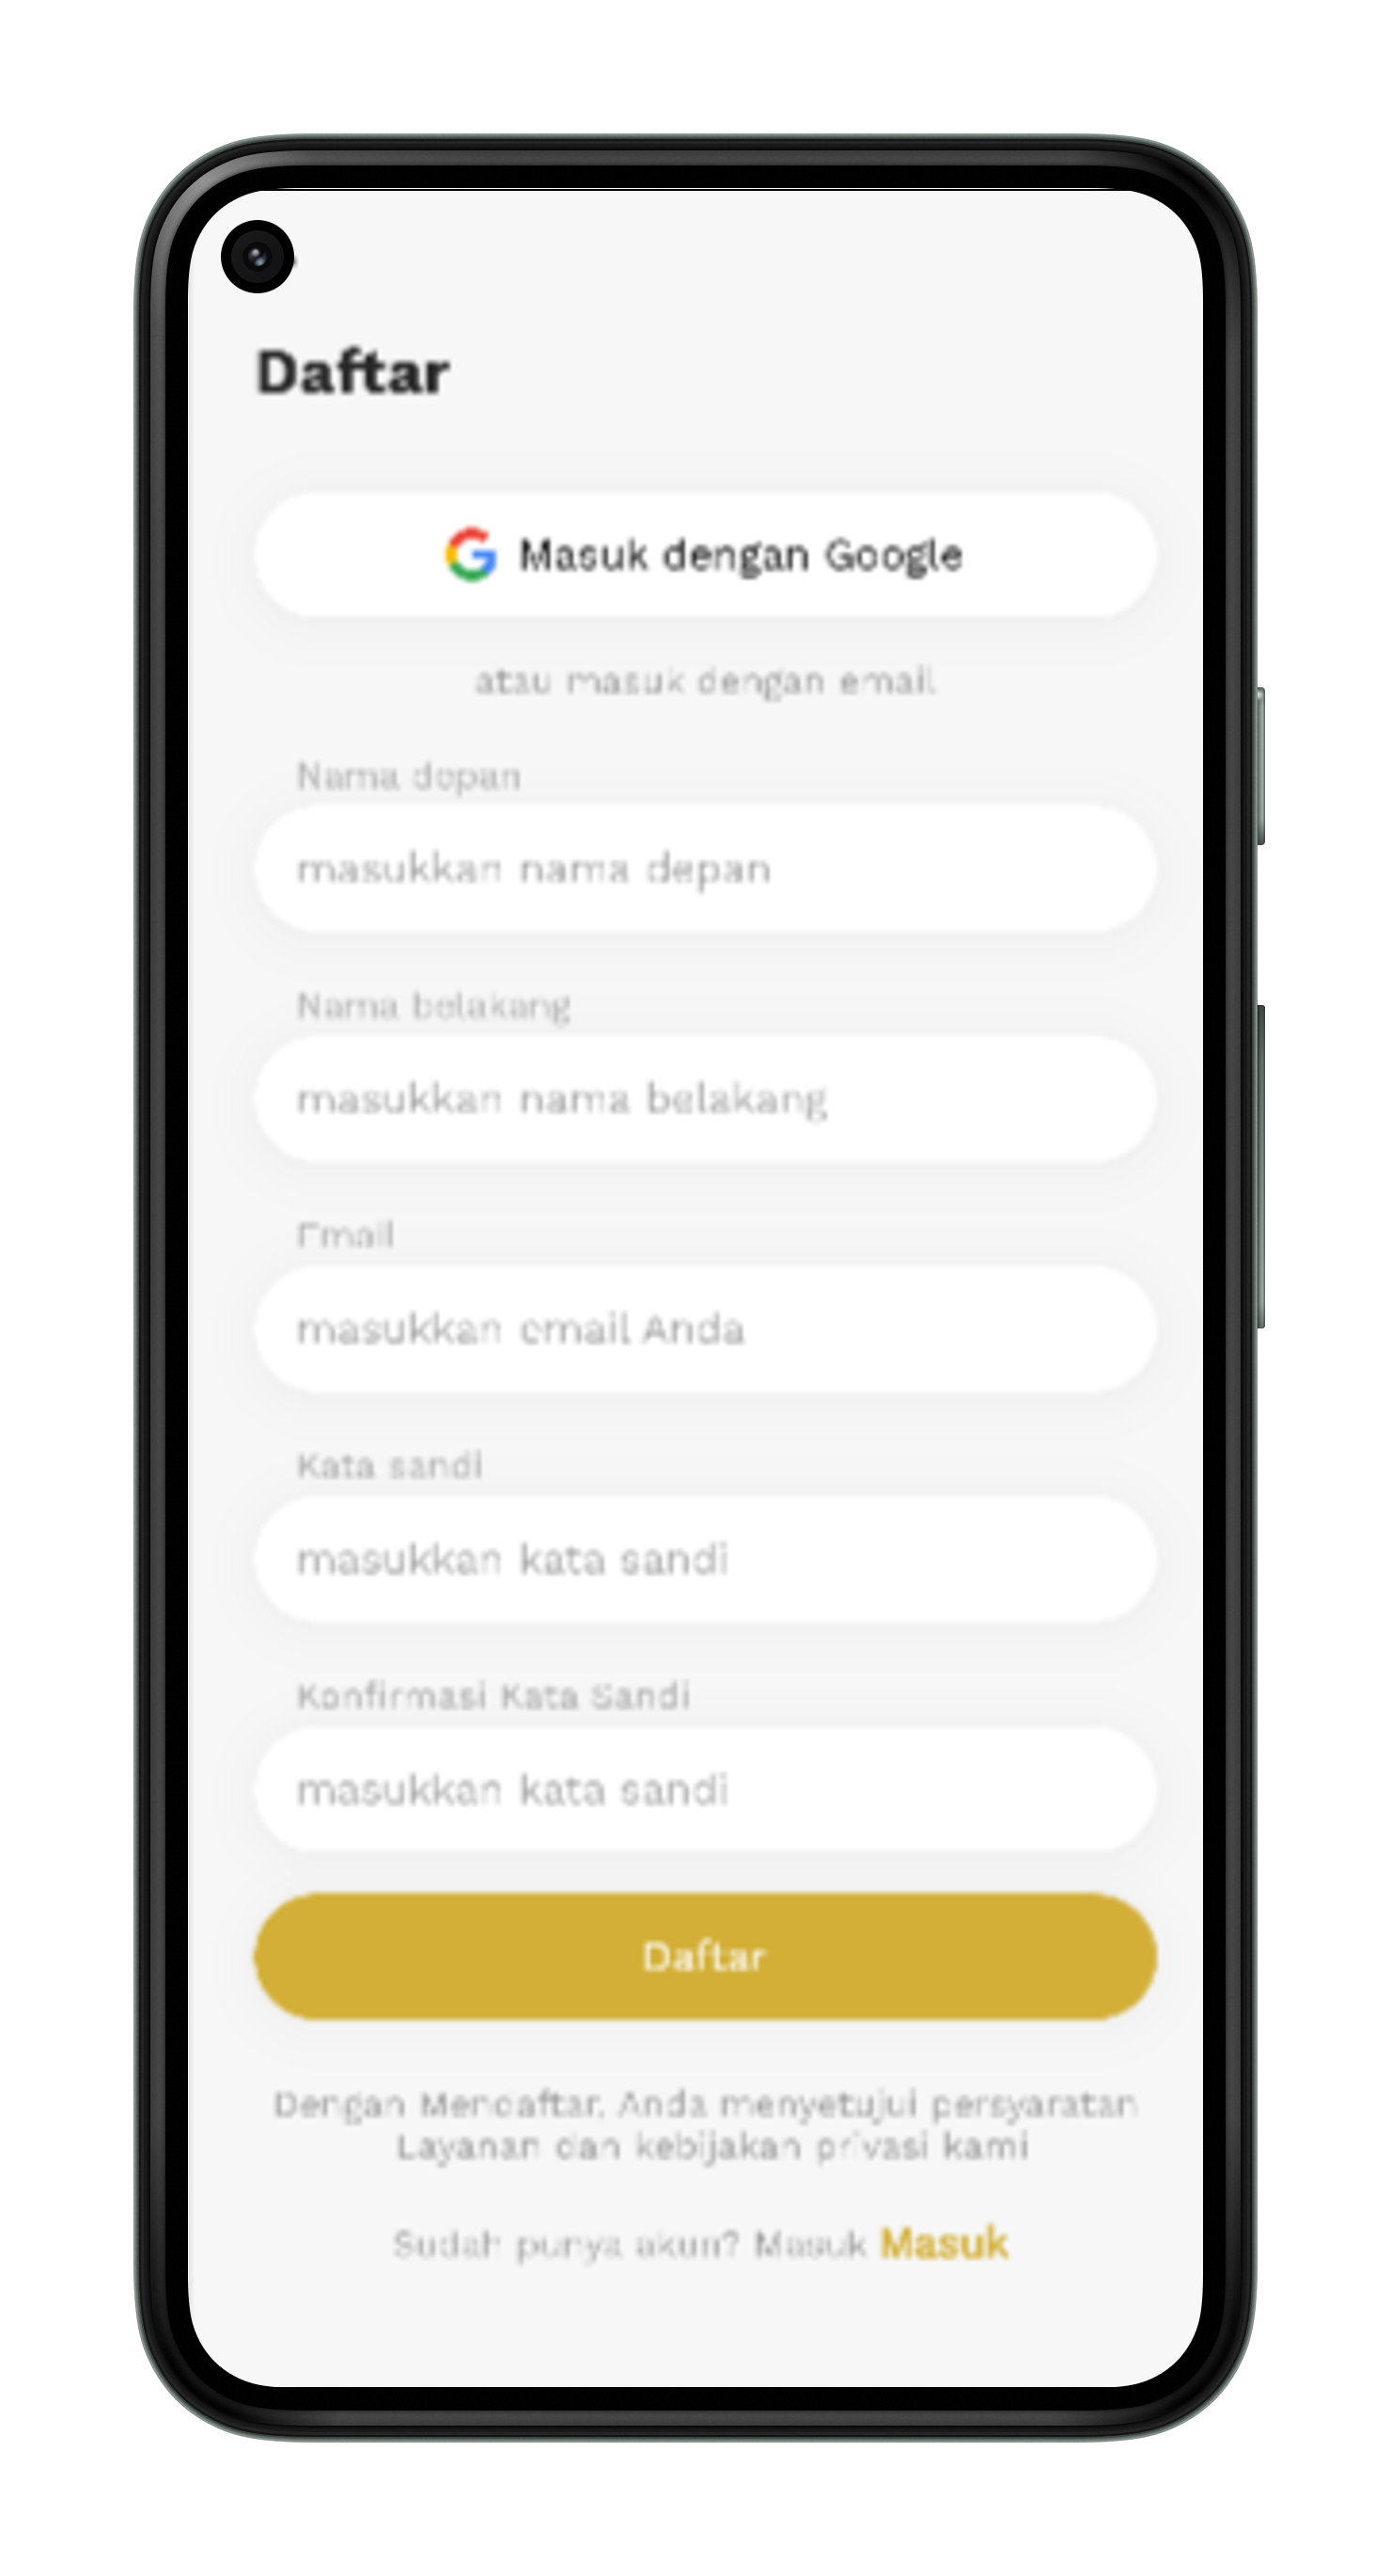 Daftar
Masuk dengan Google
atau masuk dengan email
Nama depan
masukkan nama depan
Nama belakang
masukkan nama belakang
Email
masukkan email Anda
Kata sandi
masukkan kata sandi
Konfirmasi Kata Sandi
masukkan kata sandi
Daftar
Dengan Mendaftar, Anda menyetujui persyaratan
Layanan dan kebijakan privasi kami
Sudah punya akun? Masuk Masuk